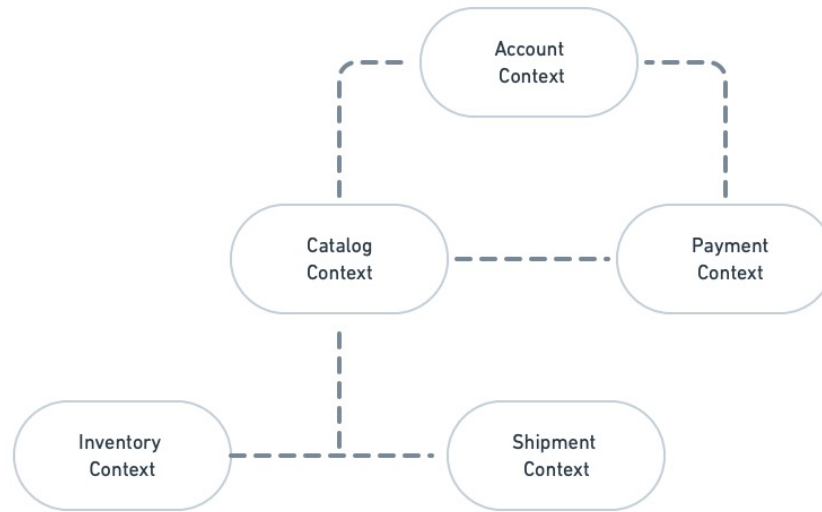 Account
Context
Catalog
Context
Payment
Context
Inventory
Context
Shipment
Context